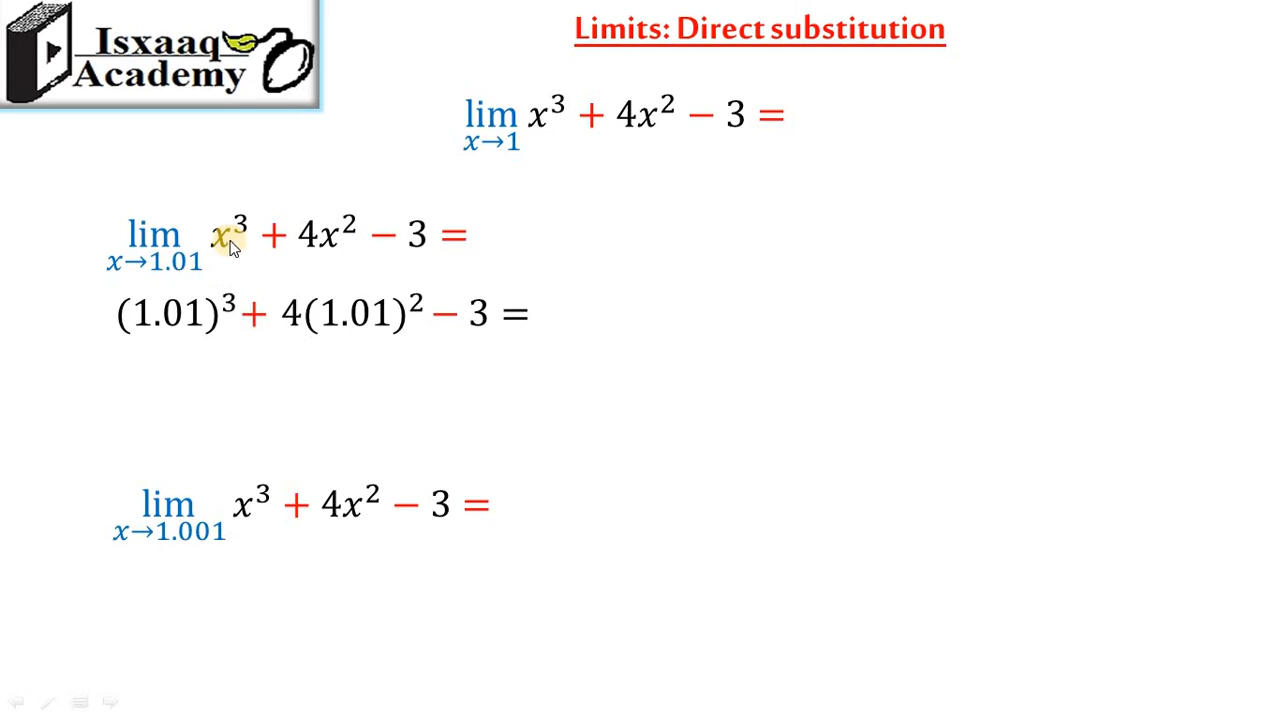 Isxaaq
Academy
Limits: Direct substitution
lim x³ + 4x² − 3 =
x→1
lim x³ + 4x² − 3 =
x→1.01
(1.01)³ + 4(1.01)² − 3 =
lim x³ + 4x² − 3 =
x→1.001